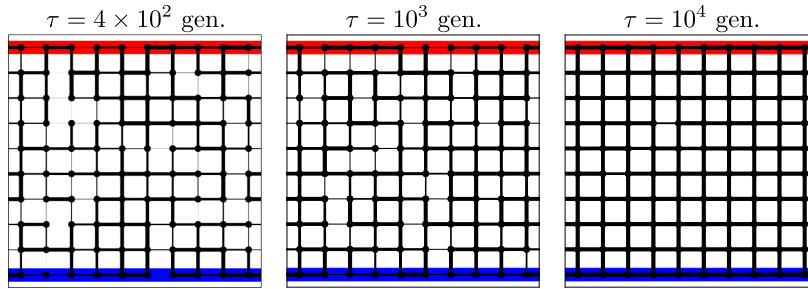 τ = 4 × 10² gen.
τ = 10³ gen.
τ = 10⁴ gen.